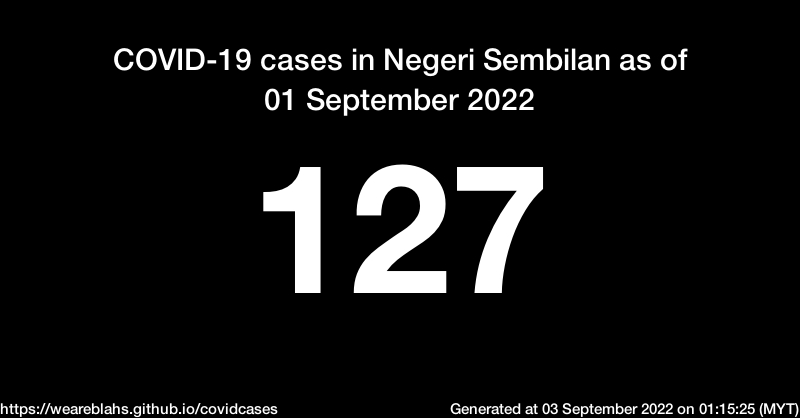 COVID-19 cases in Negeri Sembilan as of
01 September 2022
127
https://weareblahs.github.io/covidcases
Generated at 03 September 2022 on 01:15:25 (MYT)